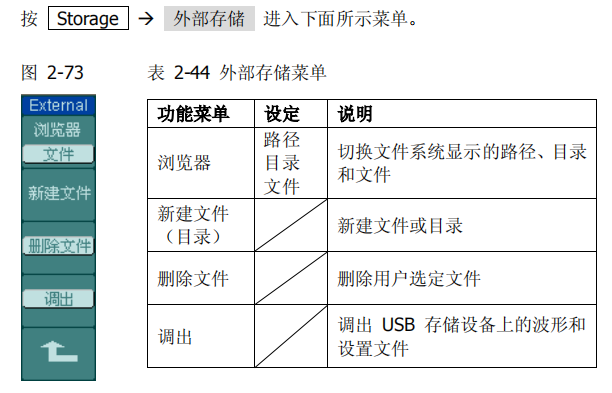 按 Storage → 外部存储 进入下面所示菜单。
图 2-73
表 2-44 外部存储菜单
External
浏览器
文件
新建文件
删除文件
调出
功能菜单 设定 说明
浏览器
路径
目录
文件
切换文件系统显示的路径、目录
和文件
新建文件
（目录）
新建文件或目录
删除文件
删除用户选定文件
调出
调出 USB 存储设备上的波形和
设置文件